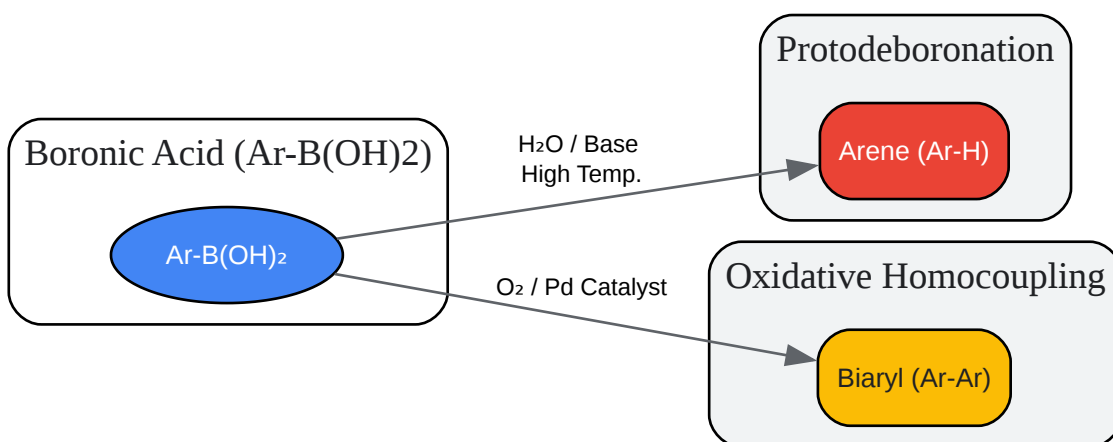 Boronic Acid (Ar-B(OH)2)
Ar-B(OH)₂
H₂O / Base
High Temp.
O₂ / Pd Catalyst
Protodeboronation
Arene (Ar-H)
Oxidative Homocoupling
Biaryl (Ar-Ar)